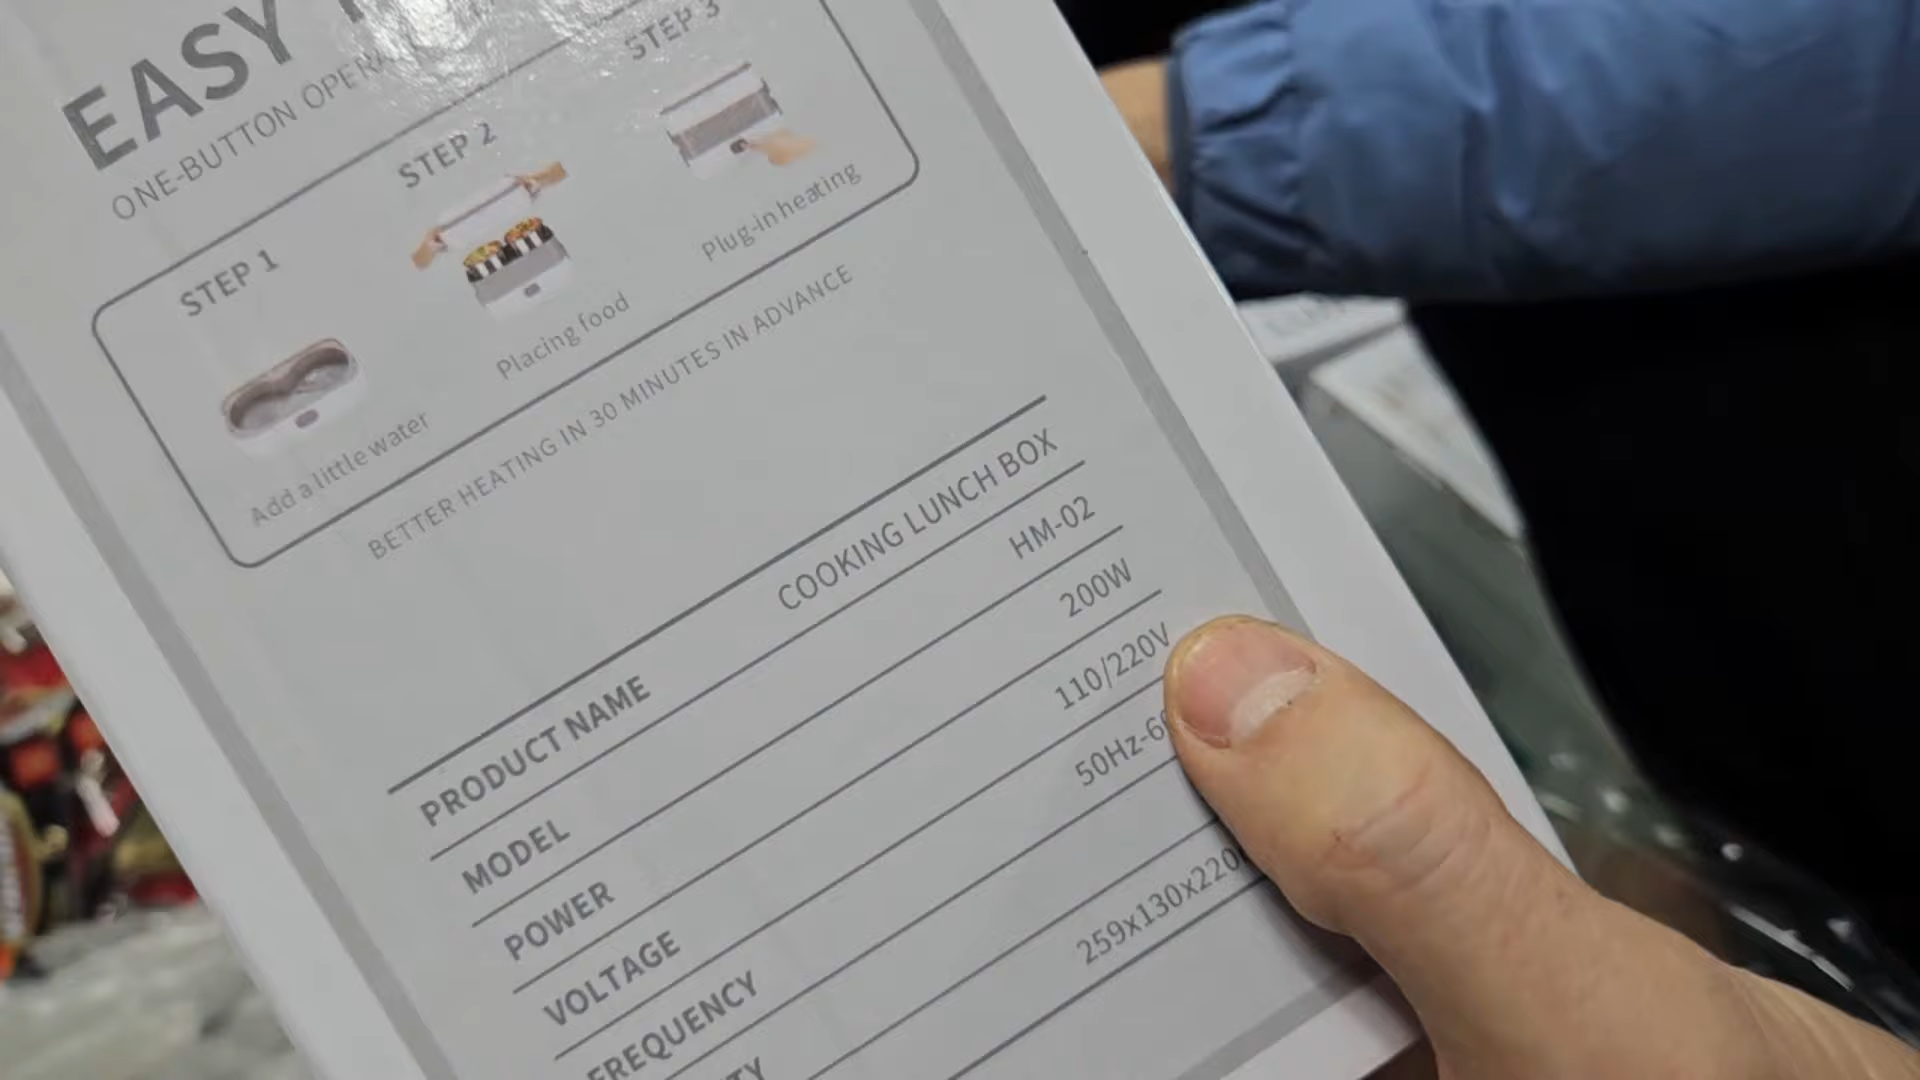 EASY
ONE-BUTTON
STEP 1
STEP 2
STEP 3
Add a little water
Placing food
Plug-in heating
BETTER HEATING IN 30 MINUTES IN ADVANCE
PRODUCT NAME COOKING LUNCH BOX
MODEL HM-02
POWER 200W
VOLTAGE 110/220V
FREQUENCY 50Hz-6
259x130x220